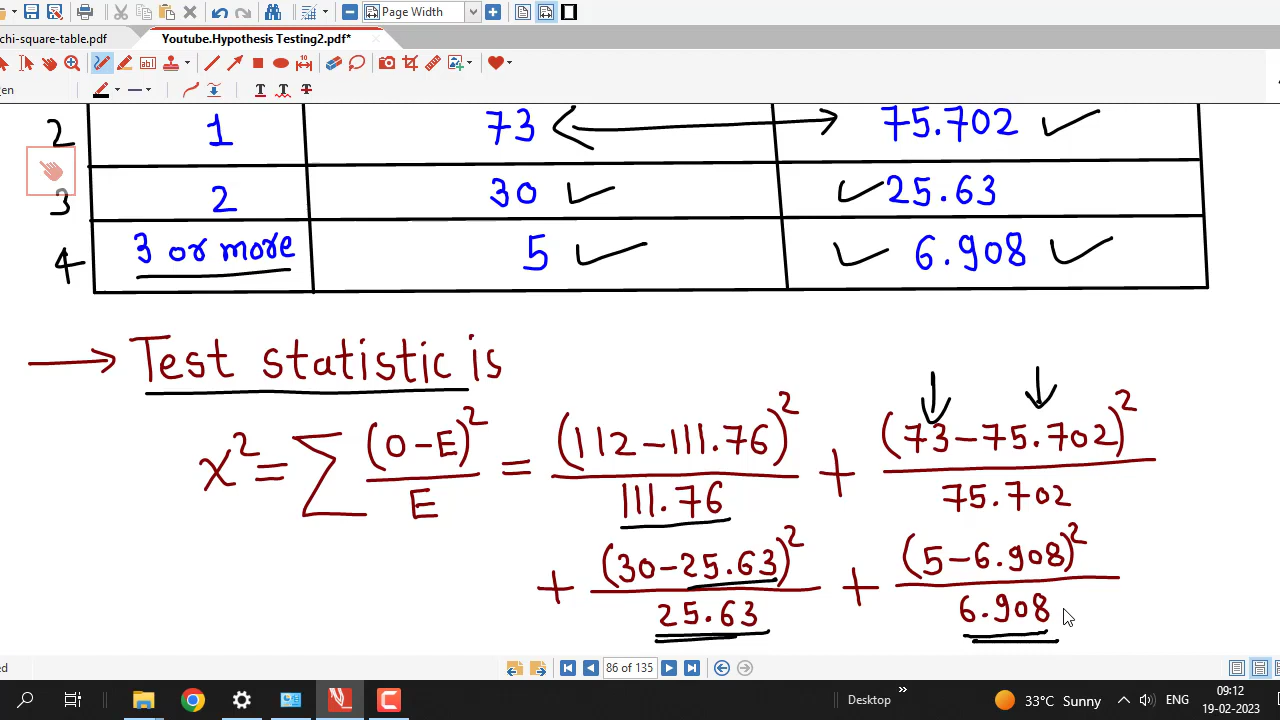 Page Width
chi-square-table.pdf Youtube.Hypothesis Testing2.pdf*
2 1 73 75.702
3 2 30 25.63
4 3 or more 5 6.908
Test statistic is
χ² = Σ (O-E)² / E = (112-111.76)² / 111.76 + (73-75.702)² / 75.702
+ (30-25.63)² / 25.63 + (5-6.908)² / 6.908
86 of 135
Desktop » 33°C Sunny ENG 09:12
19-02-2023